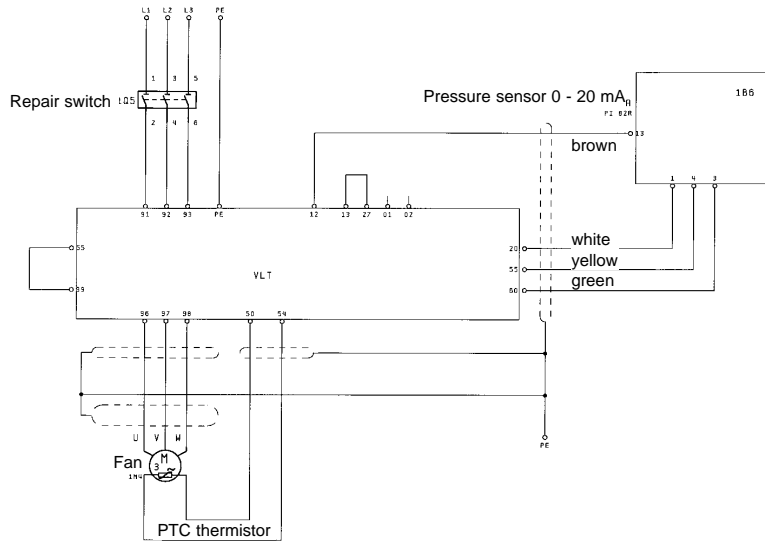 L1 L2 L3 PE
1 3 5
Repair switch 1Q5
2 4 6
Pressure sensor 0 - 20 mA
PI 82R
1B6
13
brown
91 92 93 PE 12 13 27 01 02
1 4 3
55
39
VLT
20 white
55 yellow
60 green
96 97 98 50 54
U V W
Fan
M
3
1M4
PTC thermistor
PE